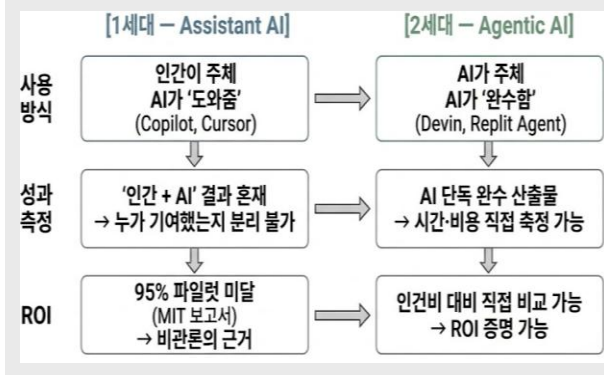 [1세대 — Assistant AI]
[2세대 — Agentic AI]
사용
방식
인간이 주체
AI가 ‘도와줌’
(Copilot, Cursor)
AI가 주체
AI가 ‘완수함’
(Devin, Replit Agent)
성과
측정
‘인간 + AI’ 결과 혼재
→ 누가 기여했는지 분리 불가
AI 단독 완수 산출물
→ 시간·비용 직접 축정 가능
ROI
95% 파일럿 미달
(MIT 보고서)
→ 비관론의 근거
인건비 대비 직접 비교 가능
→ ROI 증명 가능